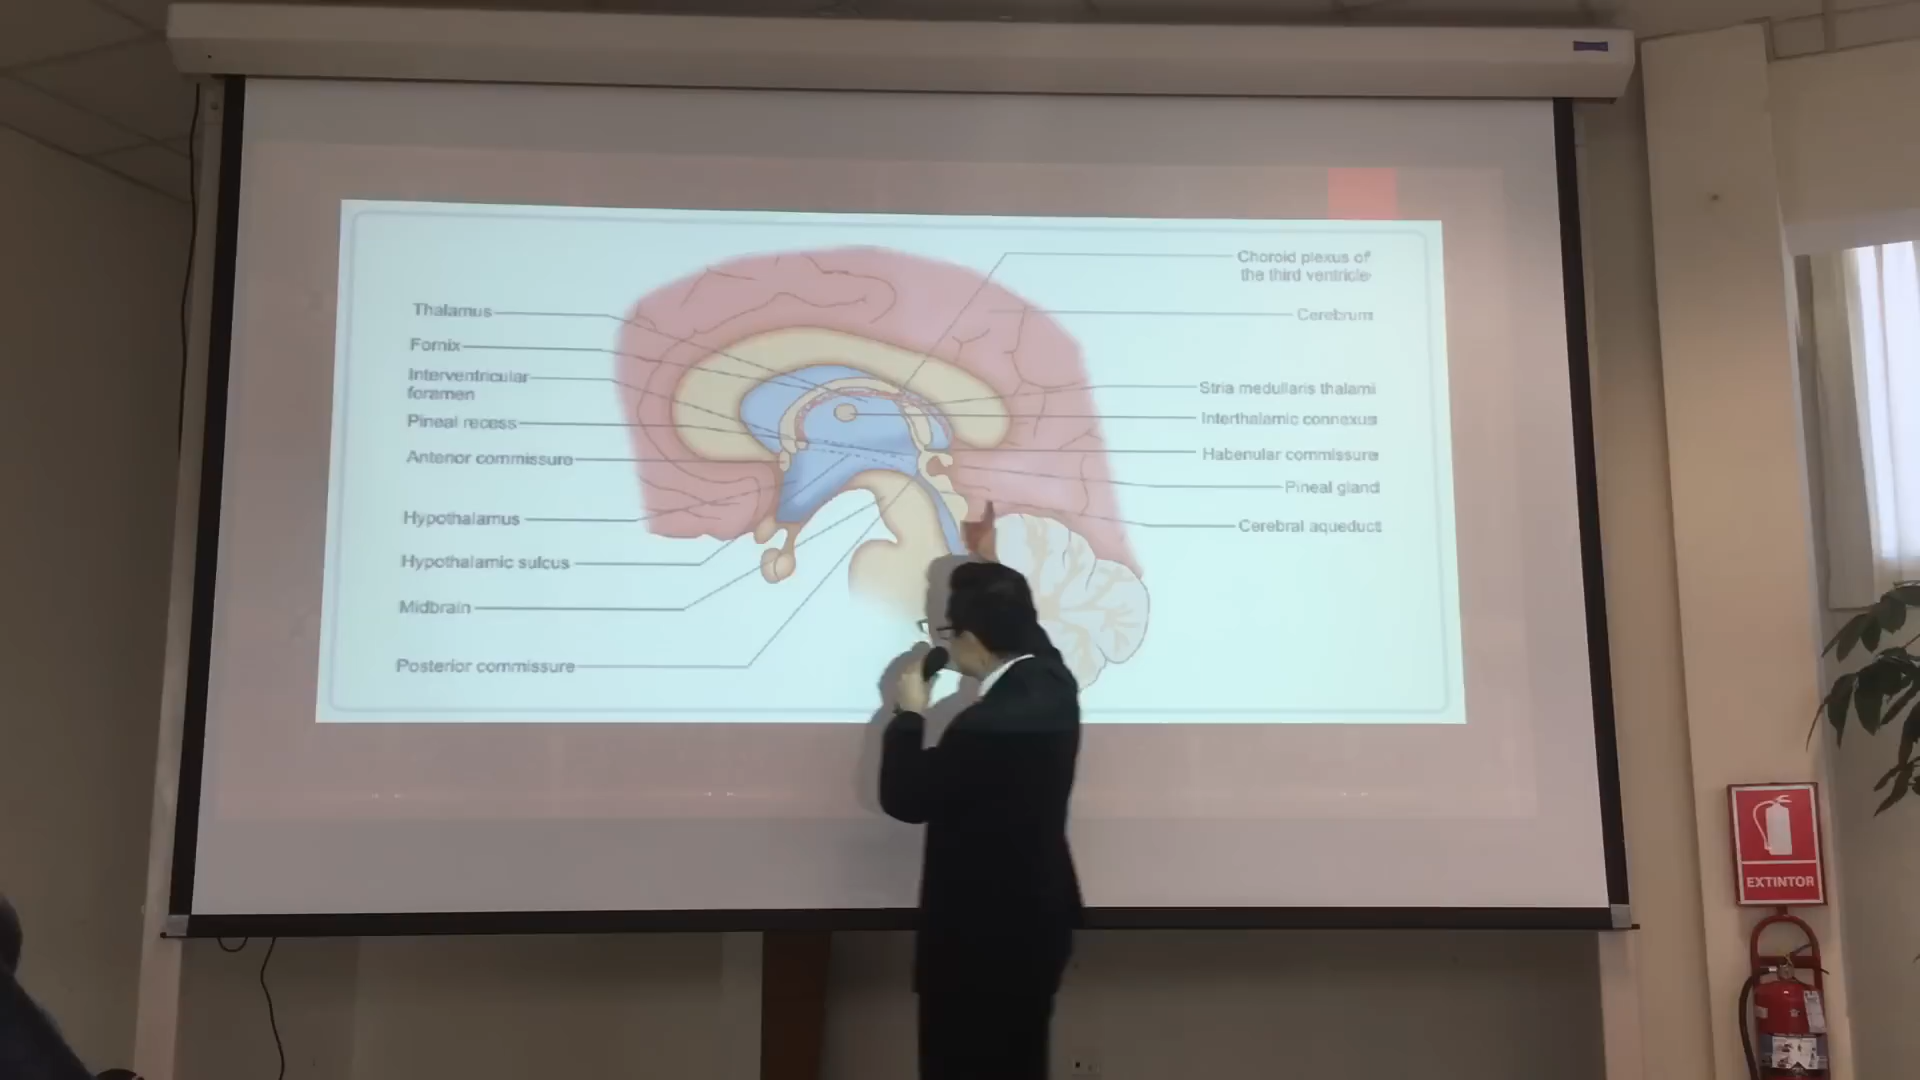 Thalamus
Fornix
Interventricular
foramen
Pineal recess
Anterior commissure
Hypothalamus
Hypothalamic sulcus
Midbrain
Posterior commissure
Choroid plexus of
the third ventricle
Cerebrum
Stria medullaris thalami
Interthalamic connexus
Habenular commissure
Pineal gland
Cerebral aqueduct
EXTINTOR